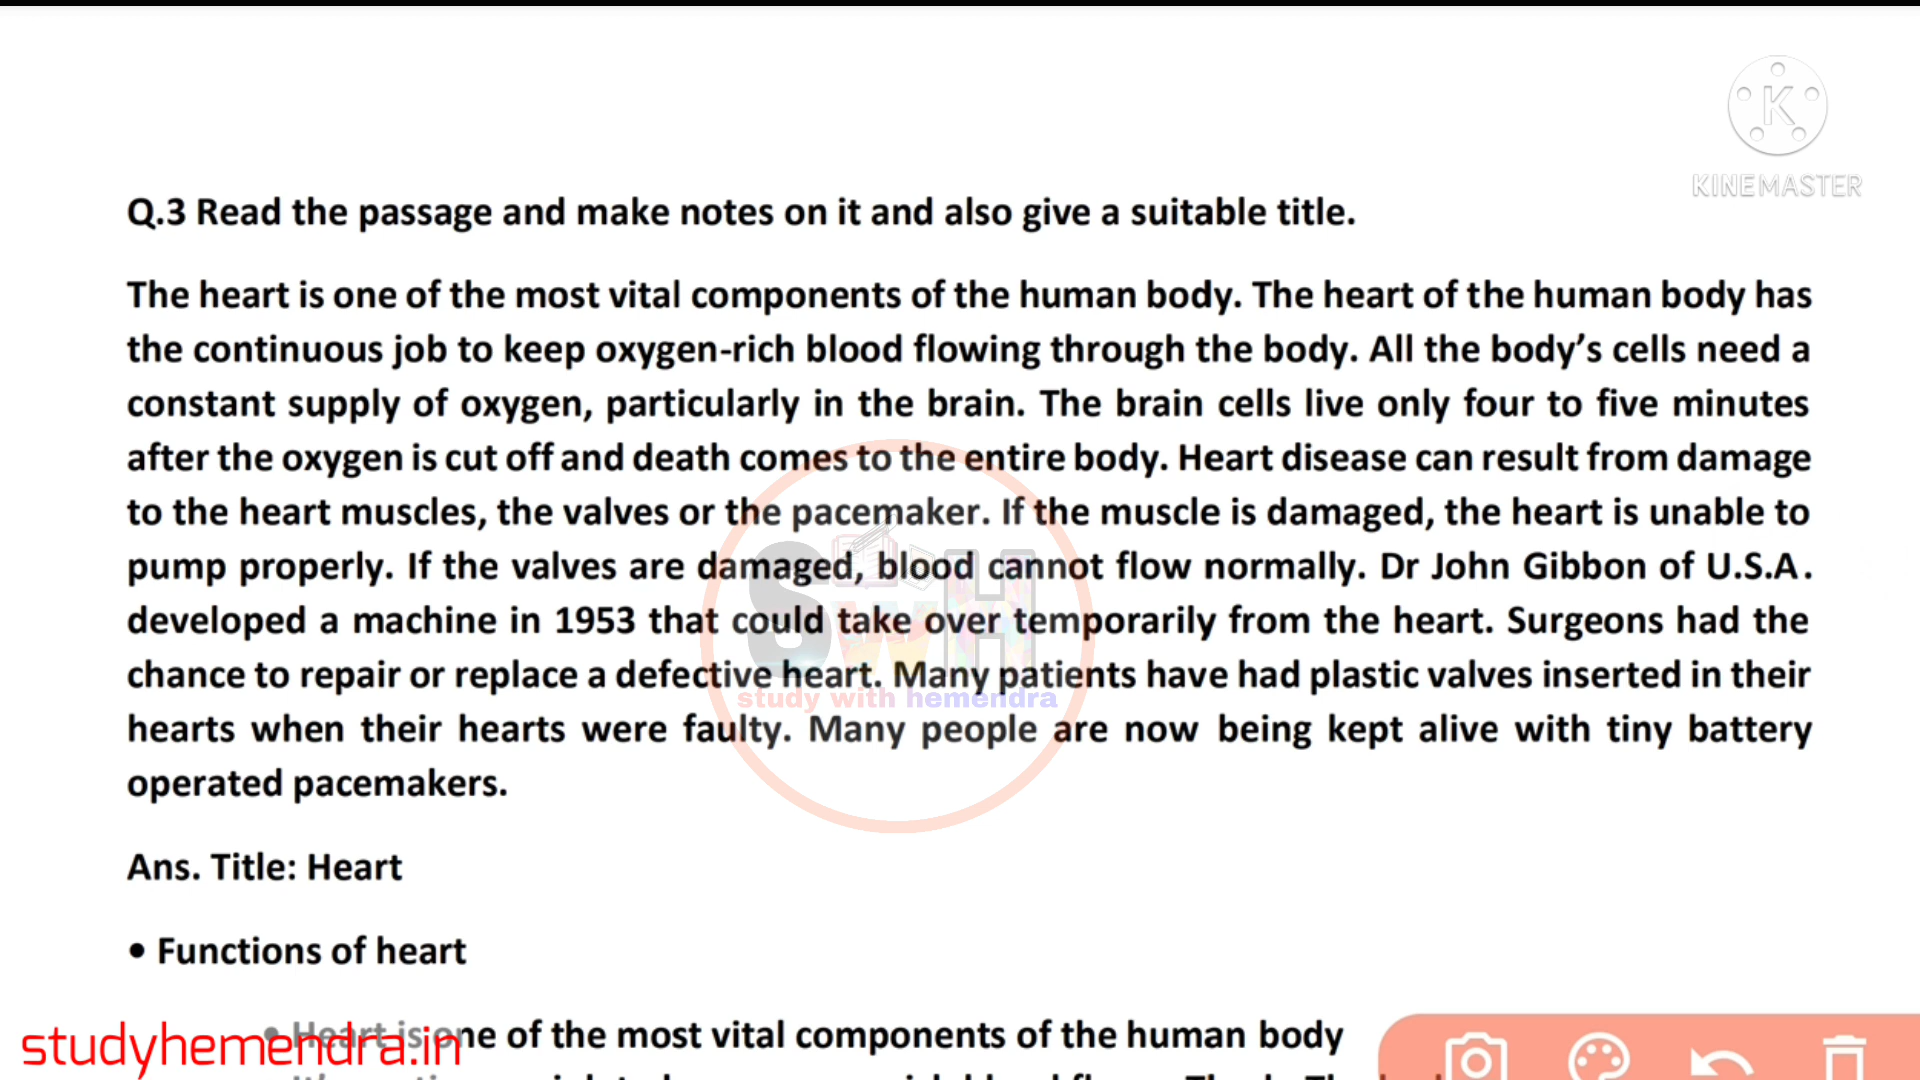 KINEMASTER
Q.3 Read the passage and make notes on it and also give a suitable title.
The heart is one of the most vital components of the human body. The heart of the human body has
the continuous job to keep oxygen-rich blood flowing through the body. All the body’s cells need a
constant supply of oxygen, particularly in the brain. The brain cells live only four to five minutes
after the oxygen is cut off and death comes to the entire body. Heart disease can result from damage
to the heart muscles, the valves or the pacemaker. If the muscle is damaged, the heart is unable to
pump properly. If the valves are damaged, blood cannot flow normally. Dr John Gibbon of U.S.A.
developed a machine in 1953 that could take over temporarily from the heart. Surgeons had the
chance to repair or replace a defective heart. Many patients have had plastic valves inserted in their
hearts when their hearts were faulty. Many people are now being kept alive with tiny battery
operated pacemakers.
SWH
study with hemendra
Ans. Title: Heart
• Functions of heart
• Heart is one of the most vital components of the human body
studyhemendra.in